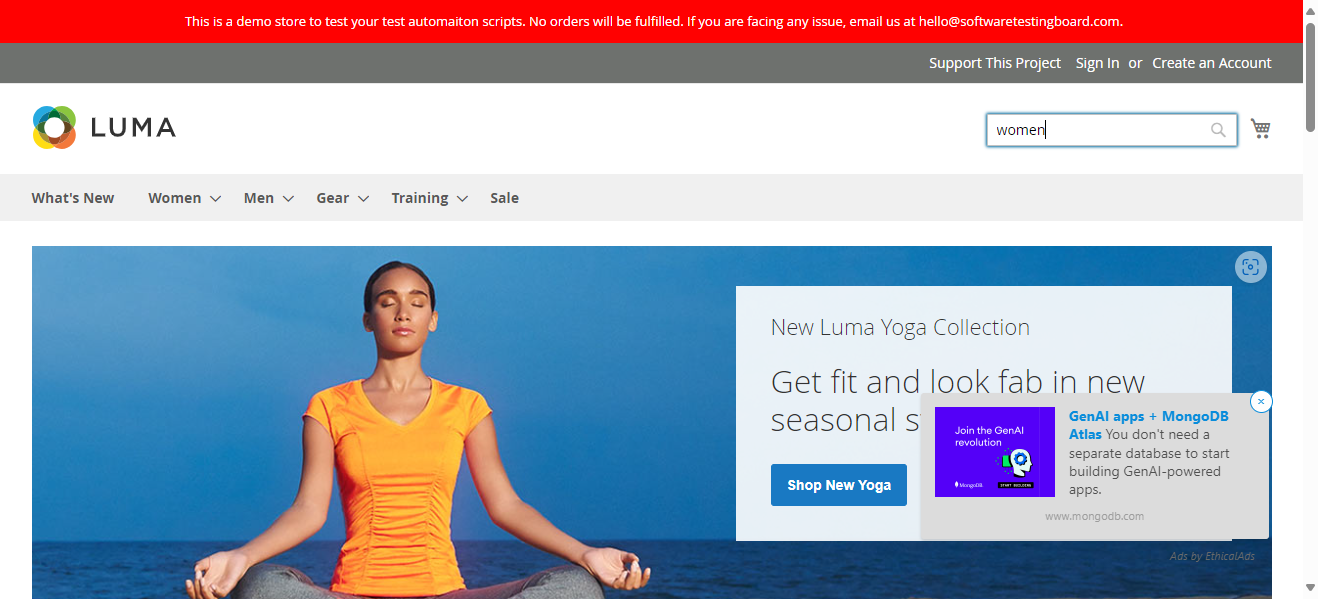 This is a demo store to test your test automaiton scripts. No orders will be fulfilled. If you are facing any issue, email us at hello@softwaretestingboard.com.
Support This Project Sign In or Create an Account
LUMA
women
What's New Women Men Gear Training Sale
New Luma Yoga Collection
Get fit and look fab in new
seasonal s
Shop New Yoga
Join the GenAI
revolution
MongoDB
START BUILDING
GenAI apps + MongoDB
Atlas You don't need a
separate database to start
building GenAI-powered
apps.
www.mongodb.com
Ads by EthicalAds